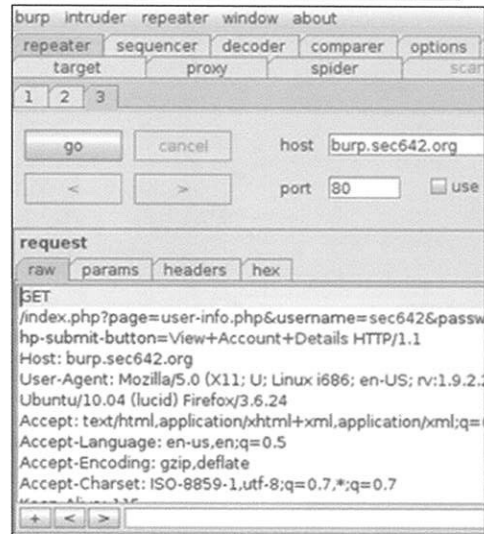 burp intruder repeater window about
repeater sequencer decoder comparer options
target proxy spider
1 2 3
go cancel host burp.sec642.org
< > port 80 use
request
raw params headers hex
GET
/index.php?page=user-info.php&username=sec642&passw
hp-submit-button=View+Account+Details HTTP/1.1
Host: burp.sec642.org
User-Agent: Mozilla/5.0 (X11; U; Linux i686; en-US; rv:1.9.2.
Ubuntu/10.04 (lucid) Firefox/3.6.24
Accept: text/html,application/xhtml+xml,application/xml;q=
Accept-Language: en-us,en;q=0.5
Accept-Encoding: gzip,deflate
Accept-Charset: ISO-8859-1,utf-8;q=0.7,*;q=0.7
+ < >